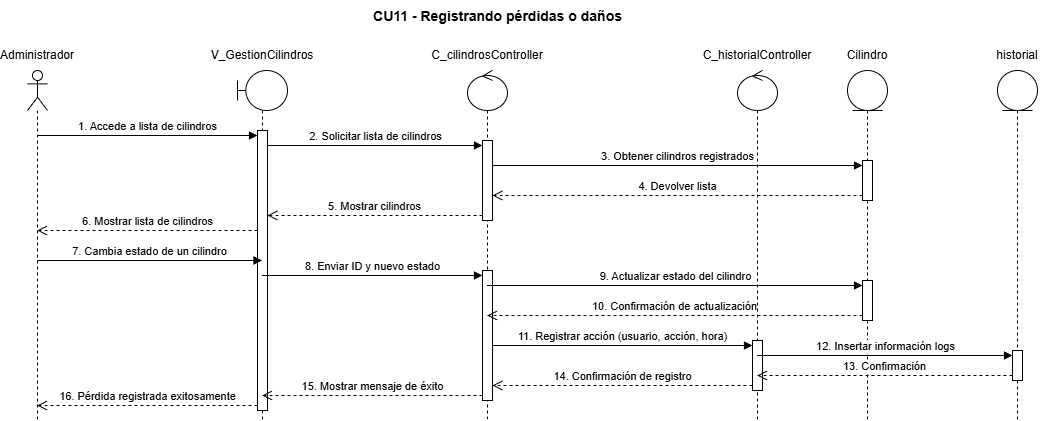 CU11 - Registrando pérdidas o daños
Administrador
V_GestionCilindros
C_cilindrosController
C_historialController
Cilindro
historial
1. Accede a lista de cilindros
2. Solicitar lista de cilindros
3. Obtener cilindros registrados
4. Devolver lista
5. Mostrar cilindros
6. Mostrar lista de cilindros
7. Cambia estado de un cilindro
8. Enviar ID y nuevo estado
9. Actualizar estado del cilindro
10. Confirmación de actualización
11. Registrar acción (usuario, acción, hora)
12. Insertar información logs
13. Confirmación
14. Confirmación de registro
15. Mostrar mensaje de éxito
16. Pérdida registrada exitosamente